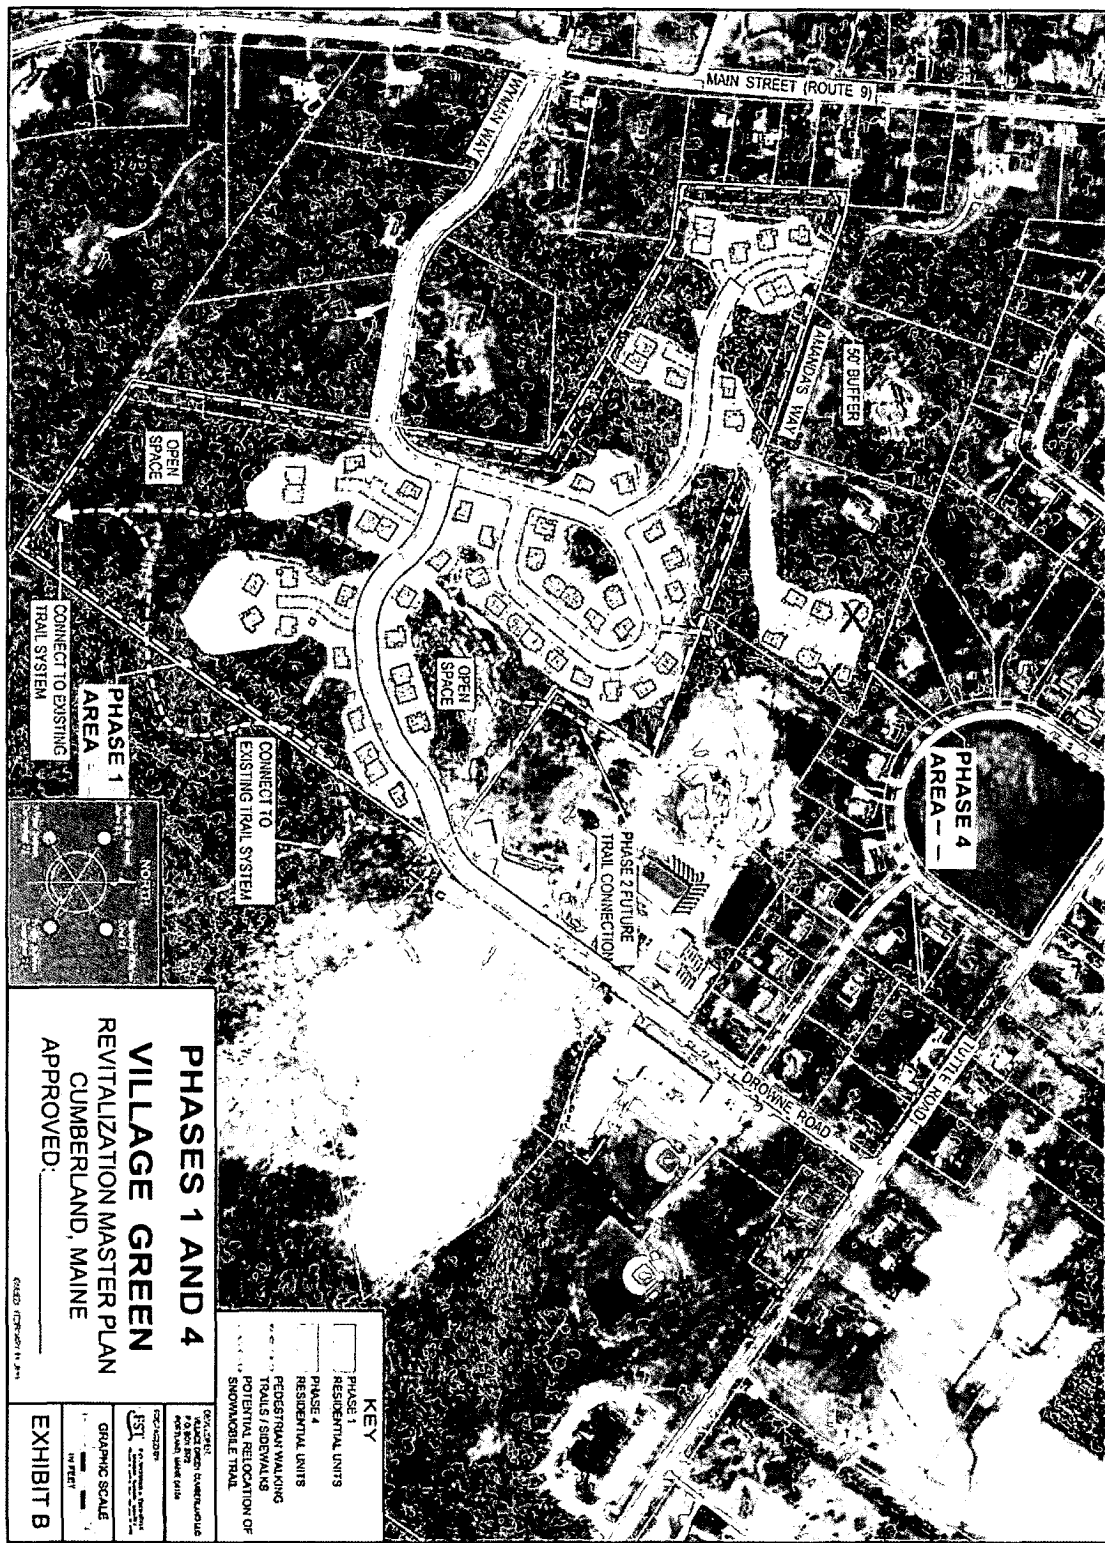 MAIN STREET (ROUTE 9)
WYMAN WAY
AMANDAS WAY
50' BUFFER
OPEN
SPACE
CONNECT TO EXISTING
TRAIL SYSTEM
PHASE 1
AREA
OPEN
SPACE
CONNECT TO
EXISTING TRAIL SYSTEM
PHASE 2 FUTURE
TRAIL CONNECTION
PHASE 4
AREA
TUTTLE ROAD
DROWNE ROAD
NORTH
PHASES 1 AND 4
VILLAGE GREEN
REVITALIZATION MASTER PLAN
CUMBERLAND, MAINE
APPROVED:
KEY
PHASE 1
RESIDENTIAL UNITS
PHASE 4
RESIDENTIAL UNITS
PEDESTRIAN WALKING
TRAILS / SIDEWALKS
POTENTIAL RELOCATION OF
SNOWMOBILE TRAIL
GRAPHIC SCALE
IN FEET
EXHIBIT B